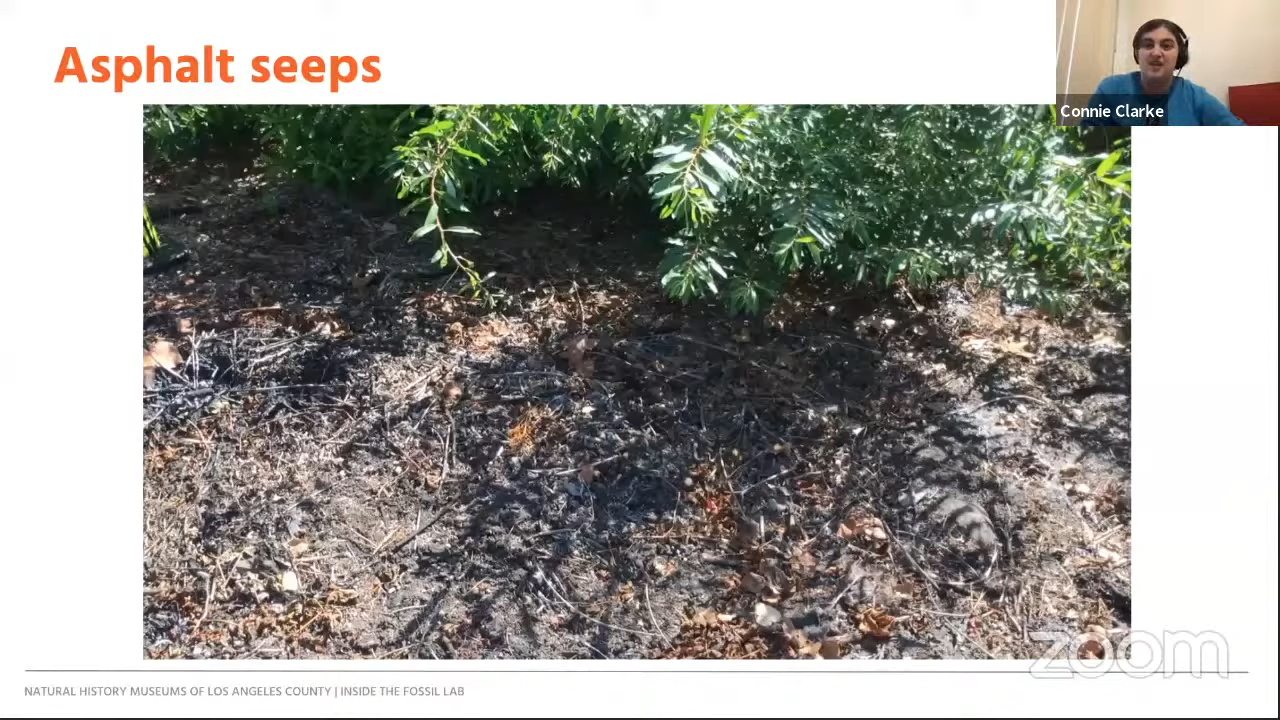 Asphalt seeps
Connie Clarke
zoom
NATURAL HISTORY MUSEUMS OF LOS ANGELES COUNTY | INSIDE THE FOSSIL LAB